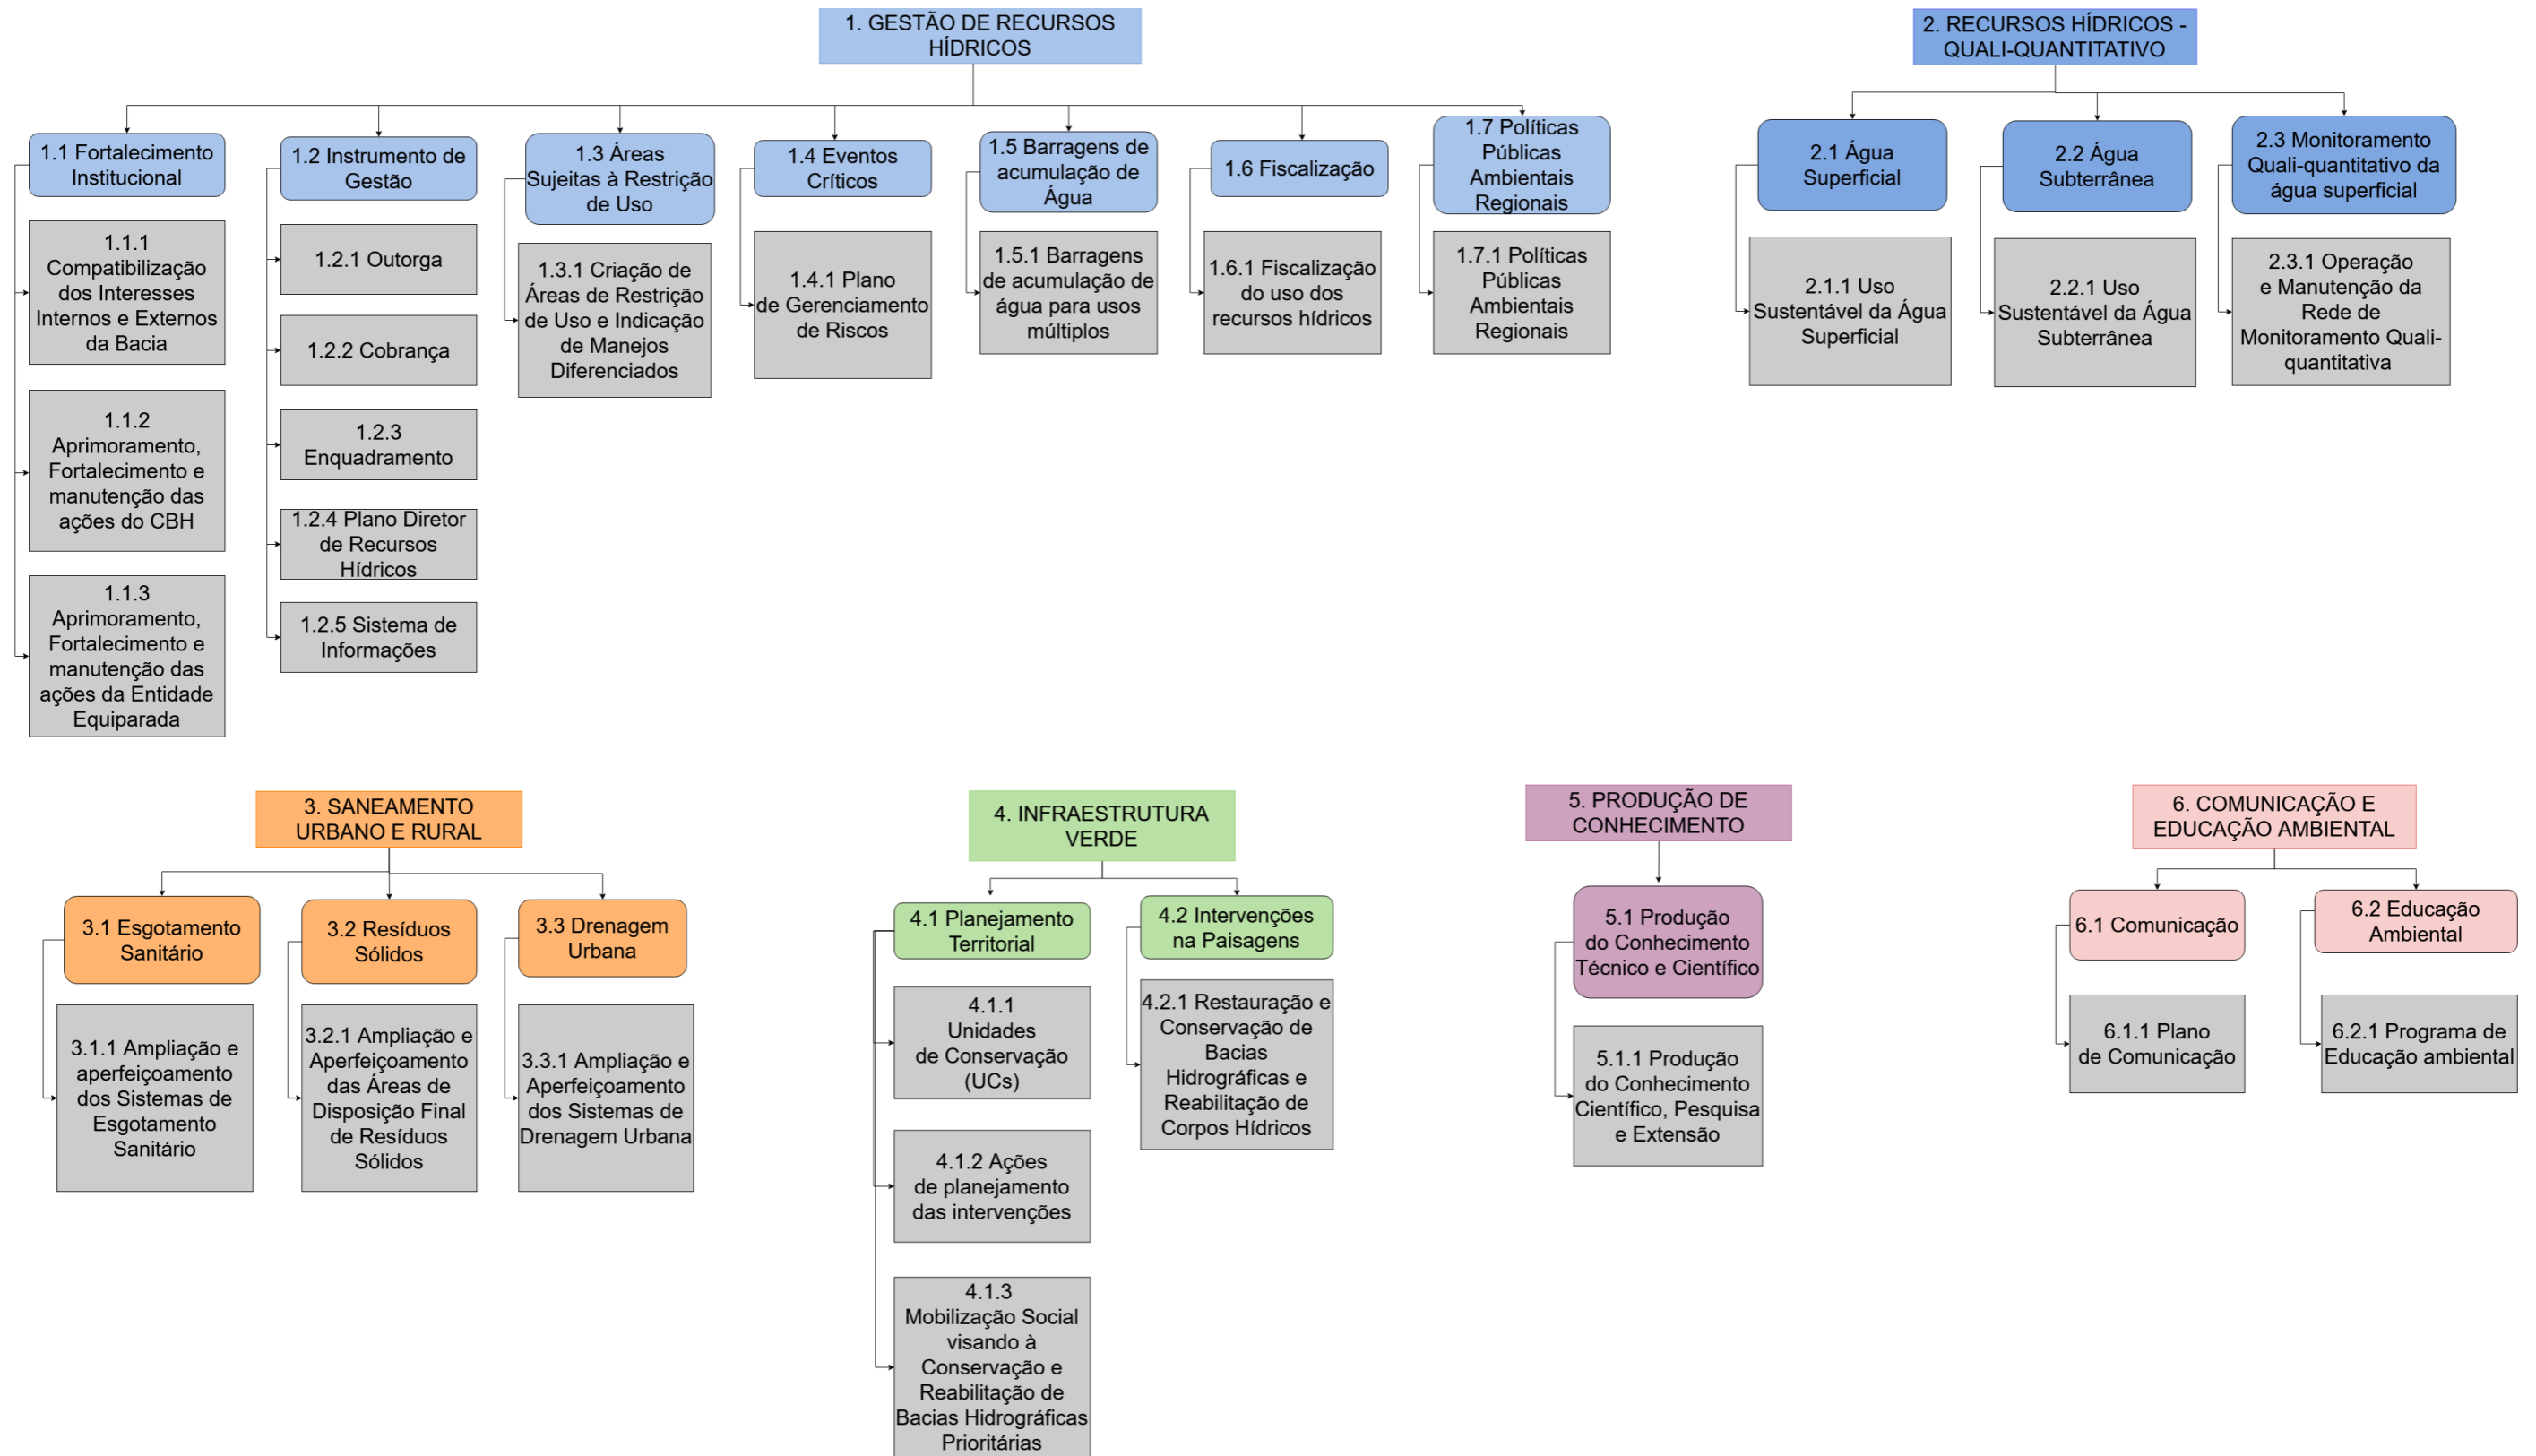 1. GESTÃO DE RECURSOS
HÍDRICOS
1.1 Fortalecimento
Institucional
1.1.1
Compatibilização
dos Interesses
Internos e Externos
da Bacia
1.1.2
Aprimoramento,
Fortalecimento e
manutenção das
ações do CBH
1.1.3
Aprimoramento,
Fortalecimento e
manutenção das
ações da Entidade
Equiparada
1.2 Instrumento de
Gestão
1.2.1 Outorga
1.2.2 Cobrança
1.2.3
Enquadramento
1.2.4 Plano Diretor
de Recursos
Hídricos
1.2.5 Sistema de
Informações
1.3 Áreas
Sujeitas à Restrição
de Uso
1.3.1 Criação de
Áreas de Restrição
de Uso e Indicação
de Manejos
Diferenciados
1.4 Eventos
Críticos
1.4.1 Plano
de Gerenciamento
de Riscos
1.5 Barragens de
acumulação de
Água
1.5.1 Barragens
de acumulação de
água para usos
múltiplos
1.6 Fiscalização
1.6.1 Fiscalização
do uso dos
recursos hídricos
1.7 Políticas
Públicas
Ambientais
Regionais
1.7.1 Políticas
Públicas
Ambientais
Regionais
2. RECURSOS HÍDRICOS -
QUALI-QUANTITATIVO
2.1 Água
Superficial
2.1.1 Uso
Sustentável da Água
Superficial
2.2 Água
Subterrânea
2.2.1 Uso
Sustentável da Água
Subterrânea
2.3 Monitoramento
Quali-quantitativo da
água superficial
2.3.1 Operação
e Manutenção da
Rede de
Monitoramento Quali-
quantitativa
3. SANEAMENTO
URBANO E RURAL
3.1 Esgotamento
Sanitário
3.1.1 Ampliação e
aperfeiçoamento
dos Sistemas de
Esgotamento
Sanitário
3.2 Resíduos
Sólidos
3.2.1 Ampliação e
Aperfeiçoamento
das Áreas de
Disposição Final
de Resíduos
Sólidos
3.3 Drenagem
Urbana
3.3.1 Ampliação e
Aperfeiçoamento
dos Sistemas de
Drenagem Urbana
4. INFRAESTRUTURA
VERDE
4.1 Planejamento
Territorial
4.1.1
Unidades
de Conservação
(UCs)
4.1.2 Ações
de planejamento
das intervenções
4.1.3
Mobilização Social
visando à
Conservação e
Reabilitação de
Bacias Hidrográficas
Prioritárias
4.2 Intervenções
na Paisagens
4.2.1 Restauração e
Conservação de
Bacias
Hidrográficas e
Reabilitação de
Corpos Hídricos
5. PRODUÇÃO DE
CONHECIMENTO
5.1 Produção
do Conhecimento
Técnico e Científico
5.1.1 Produção
do Conhecimento
Científico, Pesquisa
e Extensão
6. COMUNICAÇÃO E
EDUCAÇÃO AMBIENTAL
6.1 Comunicação
6.1.1 Plano
de Comunicação
6.2 Educação
Ambiental
6.2.1 Programa de
Educação ambiental